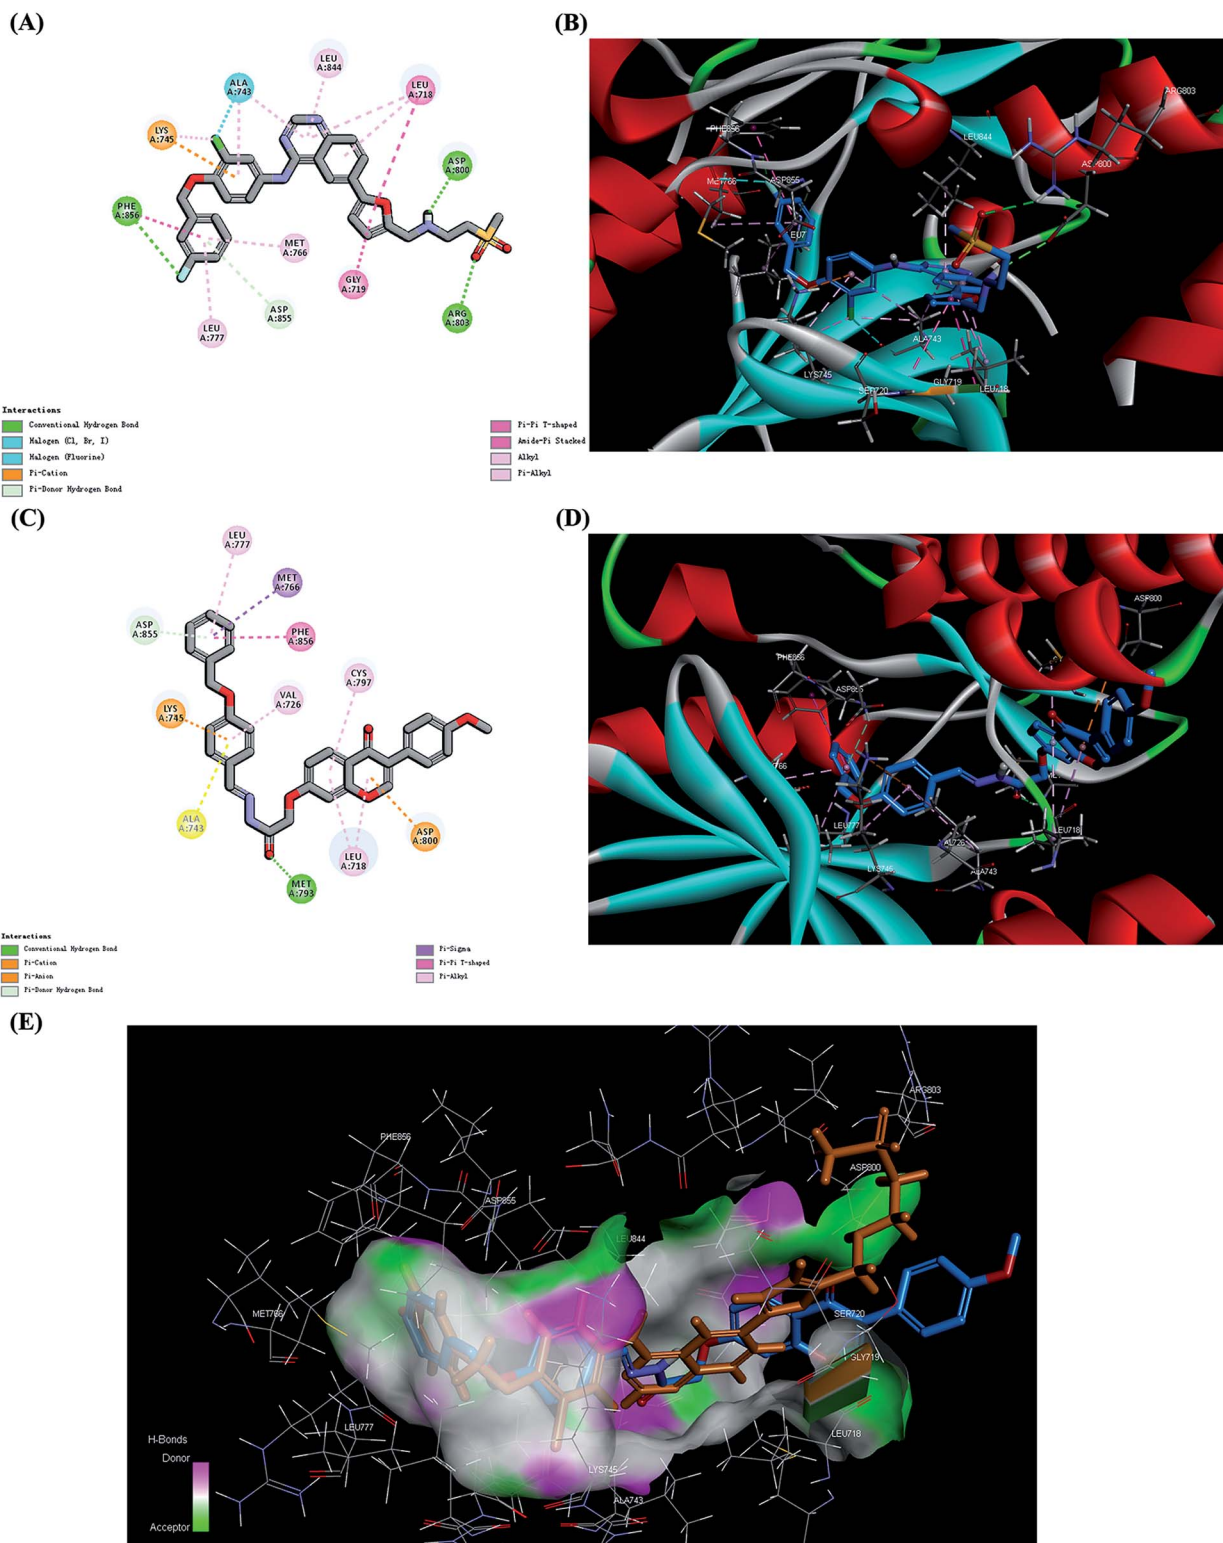 (A)
LEU
A:844
ALA
A:743
LEU
A:718
LYS
A:745
ASP
A:800
PHE
A:856
MET
A:766
GLY
A:719
ASP
A:855
ARG
A:803
LEU
A:777
Interactions
Conventional Hydrogen Bond
Halogen (Cl, Br, I)
Halogen (Fluorine)
Pi-Cation
Pi-Donor Hydrogen Bond
Pi-Pi T-shaped
Amide-Pi Stacked
Alkyl
Pi-Alkyl
(B)
ARG803
PHE856
LEU844
ASP800
MET766
ASP855
LEU7
ALA743
LYS745
SER720
GLY719
LEU718
(C)
LEU
A:777
MET
A:766
ASP
A:855
PHE
A:856
CYS
A:797
VAL
A:726
LYS
A:745
ALA
A:743
ASP
A:800
LEU
A:718
MET
A:793
Interactions
Conventional Hydrogen Bond
Pi-Cation
Pi-Anion
Pi-Donor Hydrogen Bond
Pi-Sigma
Pi-Pi T-shaped
Pi-Alkyl
(D)
ASP800
PHE856
ASP85
66
LEU777
LEU718
AL726
LYS745
ALA743
(E)
ARG803
PHE856
ASP800
ASP855
LEU844
MET766
SER720
GLY719
LEU777
LEU718
H-Bonds
Donor
LYS745
ALA743
Acceptor